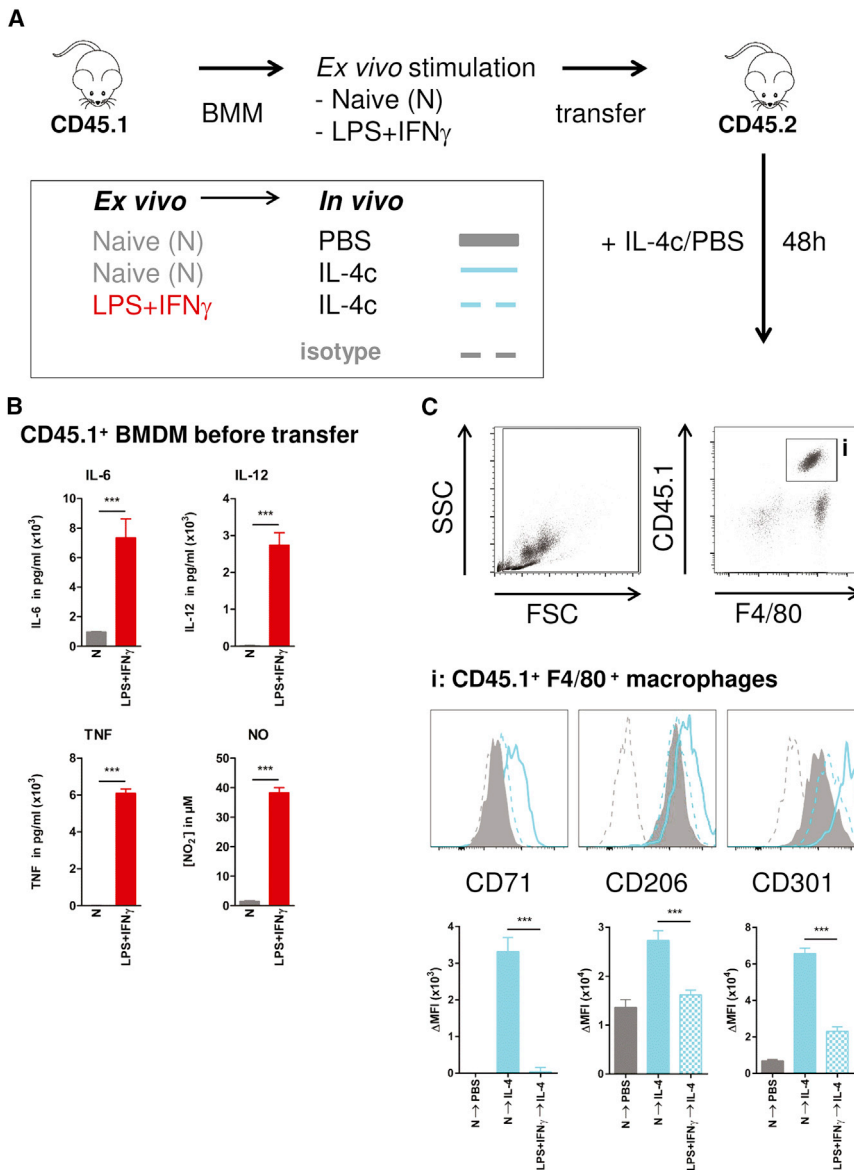 A
CD45.1
BMM
Ex vivo stimulation
- Naive (N)
- LPS+IFNγ
transfer
CD45.2
Ex vivo
In vivo
Naive (N)
PBS
Naive (N)
IL-4c
LPS+IFNγ
IL-4c
isotype
+ IL-4c/PBS
48h
B
CD45.1⁺ BMDM before transfer
IL-6
IL-6 in pg/ml (x10³)
10
8
6
4
2
0
***
N
LPS+IFNγ
IL-12
IL-12 in pg/ml (x10³)
4
3
2
1
0
***
N
LPS+IFNγ
TNF
TNF in pg/ml (x10³)
8
6
4
2
0
***
N
LPS+IFNγ
NO
[NO₂] in µM
50
40
30
20
10
0
***
N
LPS+IFNγ
C
SSC
FSC
CD45.1
F4/80
i
i: CD45.1⁺ F4/80⁺ macrophages
CD71
CD206
CD301
ΔMFI (x10³)
4
3
2
1
0
***
N → PBS
N → IL-4
LPS+IFNγ → IL-4
ΔMFI (x10⁴)
3
2
1
0
***
N → PBS
N → IL-4
LPS+IFNγ → IL-4
ΔMFI (x10⁴)
8
6
4
2
0
***
N → PBS
N → IL-4
LPS+IFNγ → IL-4